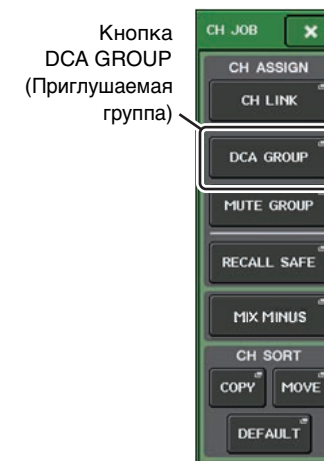 Кнопка
DCA GROUP
(Приглушаемая
группа)
CH JOB
CH ASSIGN
CH LINK
DCA GROUP
MUTE GROUP
RECALL SAFE
MIX MINUS
CH SORT
COPY MOVE
DEFAULT